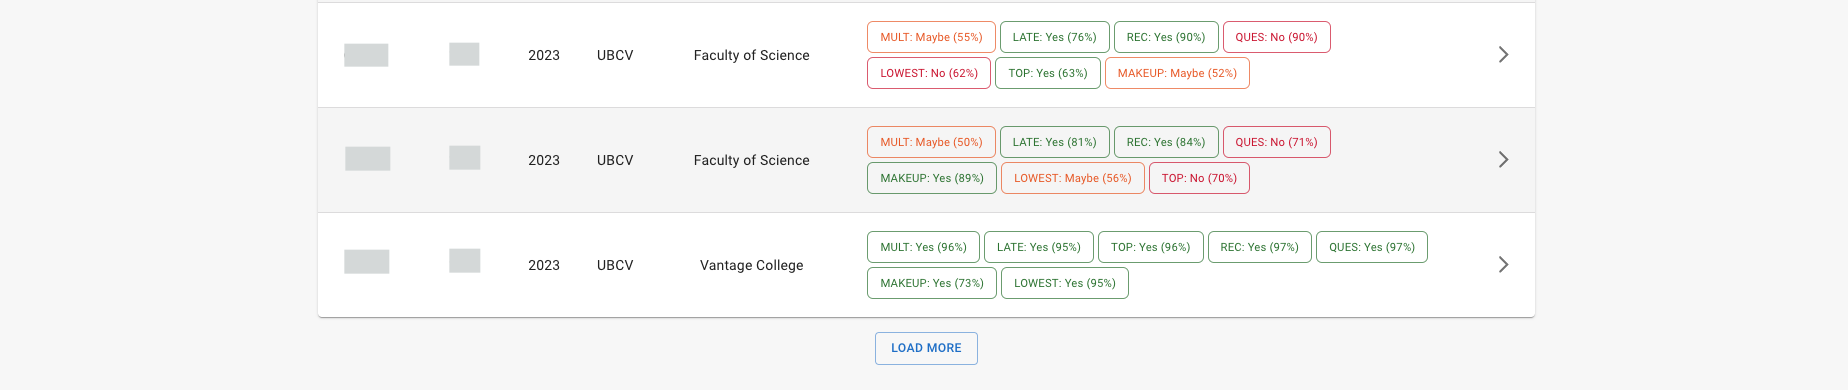 MULT: Maybe (55%) LATE: Yes (76%) REC: Yes (90%) QUES: No (90%)
2023 UBCV Faculty of Science
LOWEST: No (62%) TOP: Yes (63%) MAKEUP: Maybe (52%)
MULT: Maybe (50%) LATE: Yes (81%) REC: Yes (84%) QUES: No (71%)
2023 UBCV Faculty of Science
MAKEUP: Yes (89%) LOWEST: Maybe (56%) TOP: No (70%)
MULT: Yes (96%) LATE: Yes (95%) TOP: Yes (96%) REC: Yes (97%) QUES: Yes (97%)
2023 UBCV Vantage College
MAKEUP: Yes (73%) LOWEST: Yes (95%)
LOAD MORE